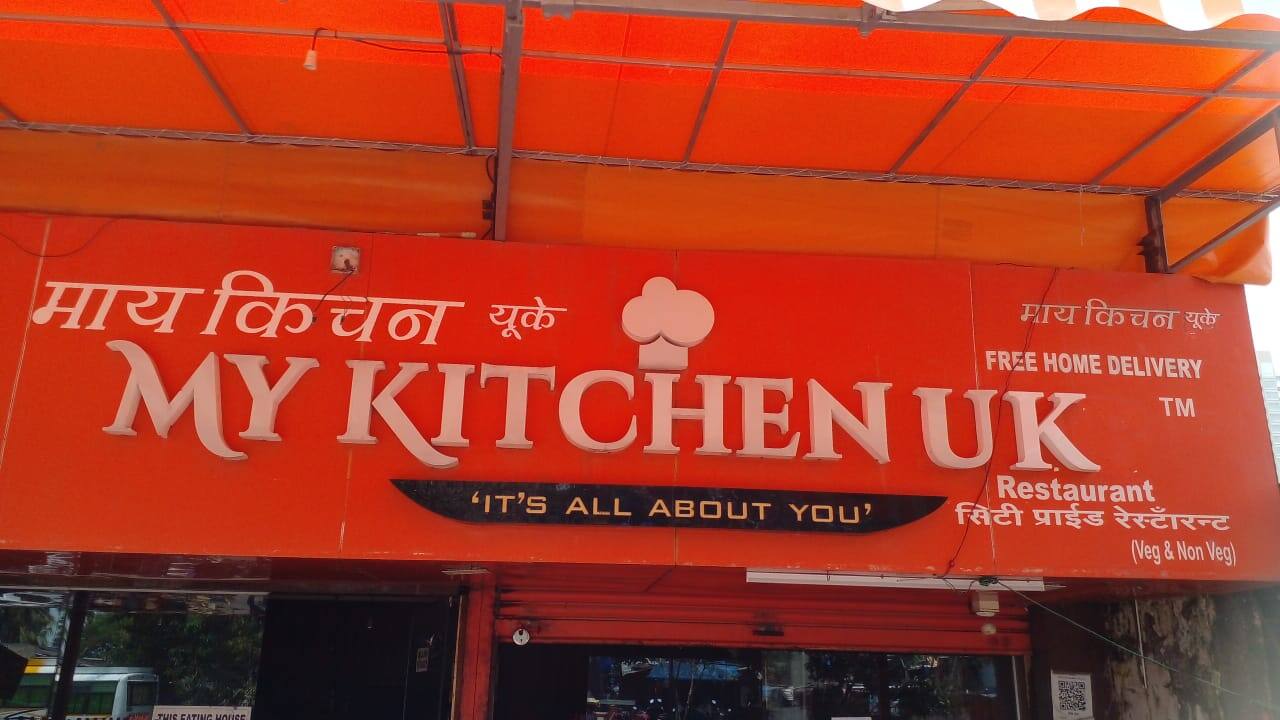 माय किचन यूके
MY KITCHEN UK
'IT'S ALL ABOUT YOU'
माय किचन यूके
FREE HOME DELIVERY
TM
Restaurant
सिटी प्राईड रेस्टॉरन्ट
(Veg & Non Veg)
THIS EATING HOUSE